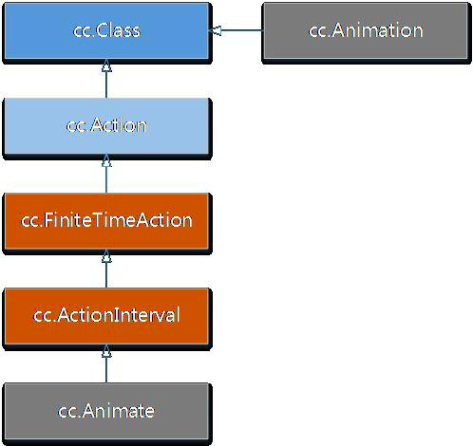 cc.Class
cc.Animation
cc.Action
cc.FiniteTimeAction
cc.ActionInterval
cc.Animate